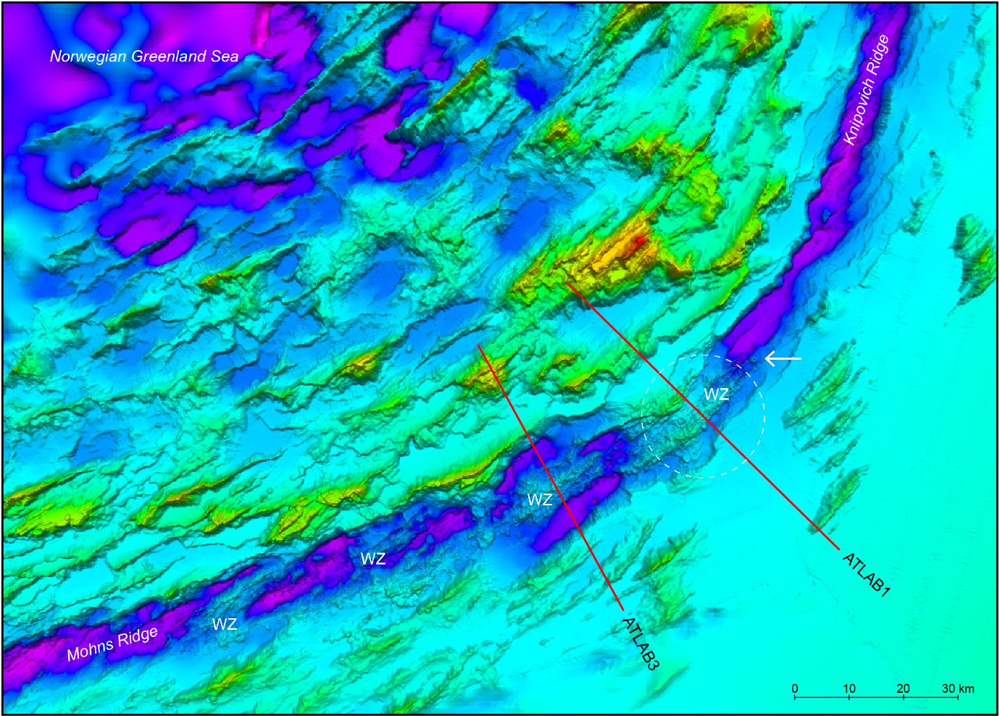 Norwegian Greenland Sea
Knipovich Ridge
WZ
WZ
WZ
ATLAB1
WZ
Mohns Ridge
ATLAB3
0 10 20 30 km